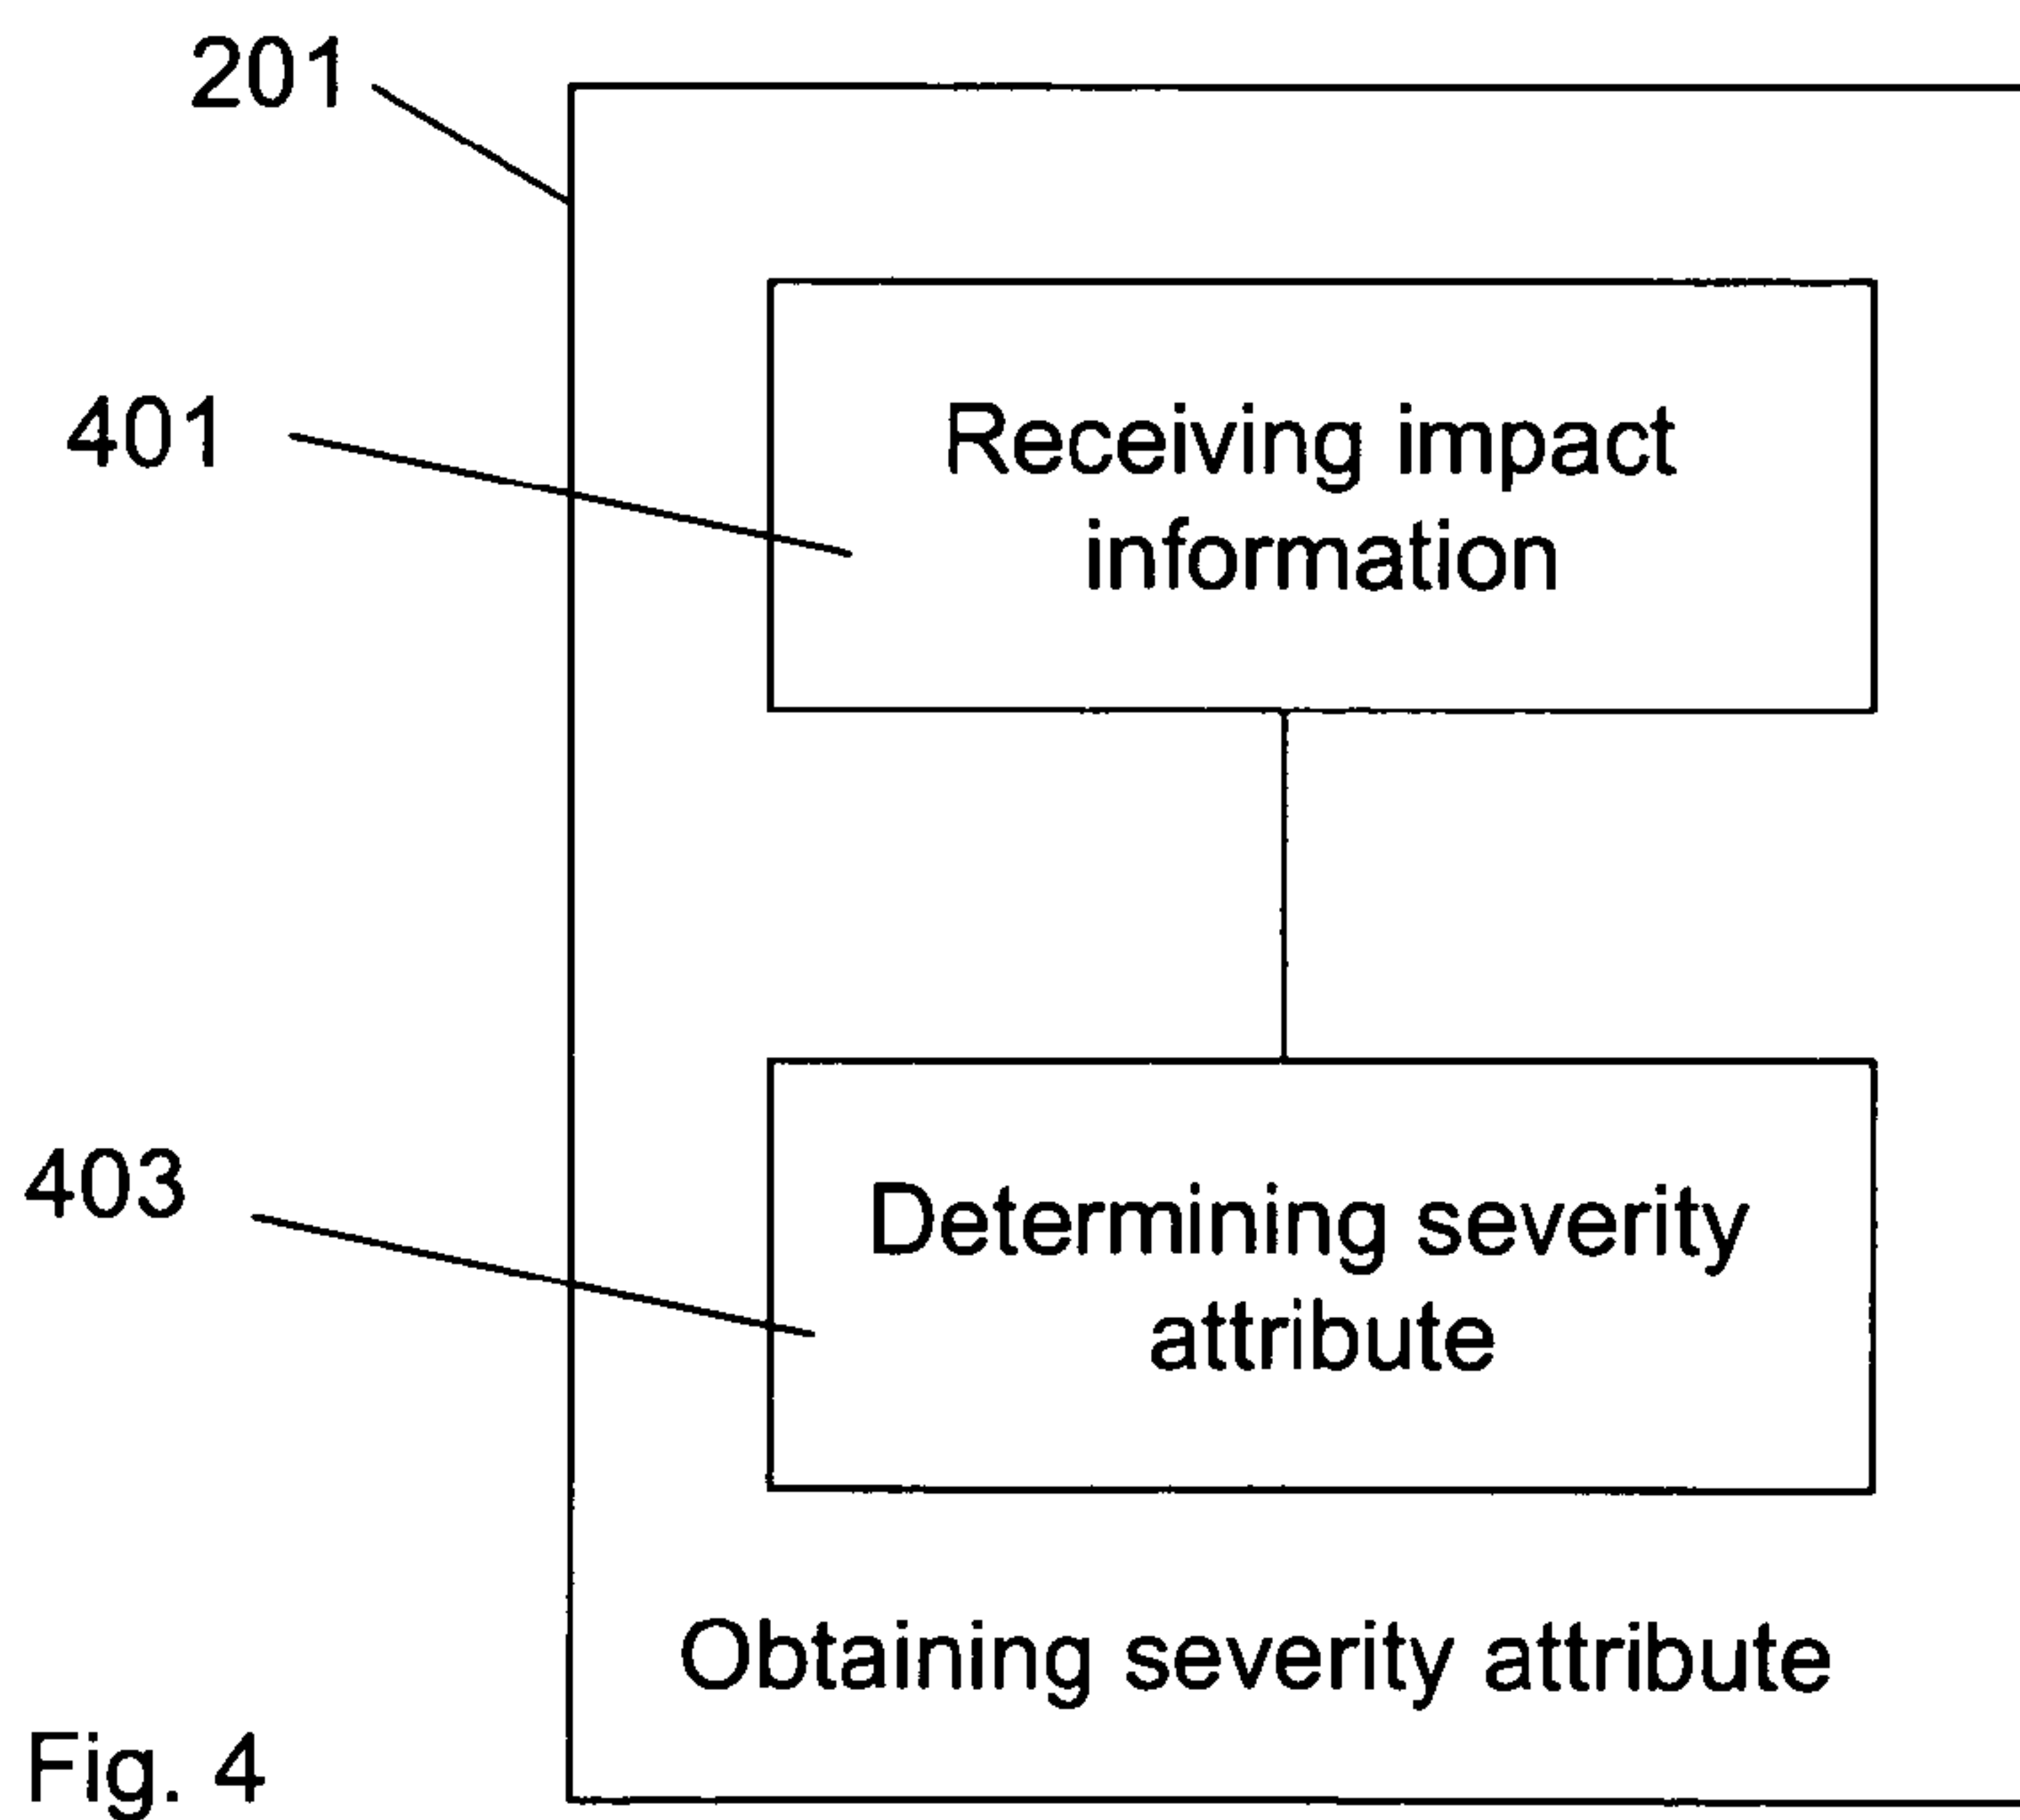 201
401
Receiving impact
information
403
Determining severity
attribute
Obtaining severity attribute
Fig. 4